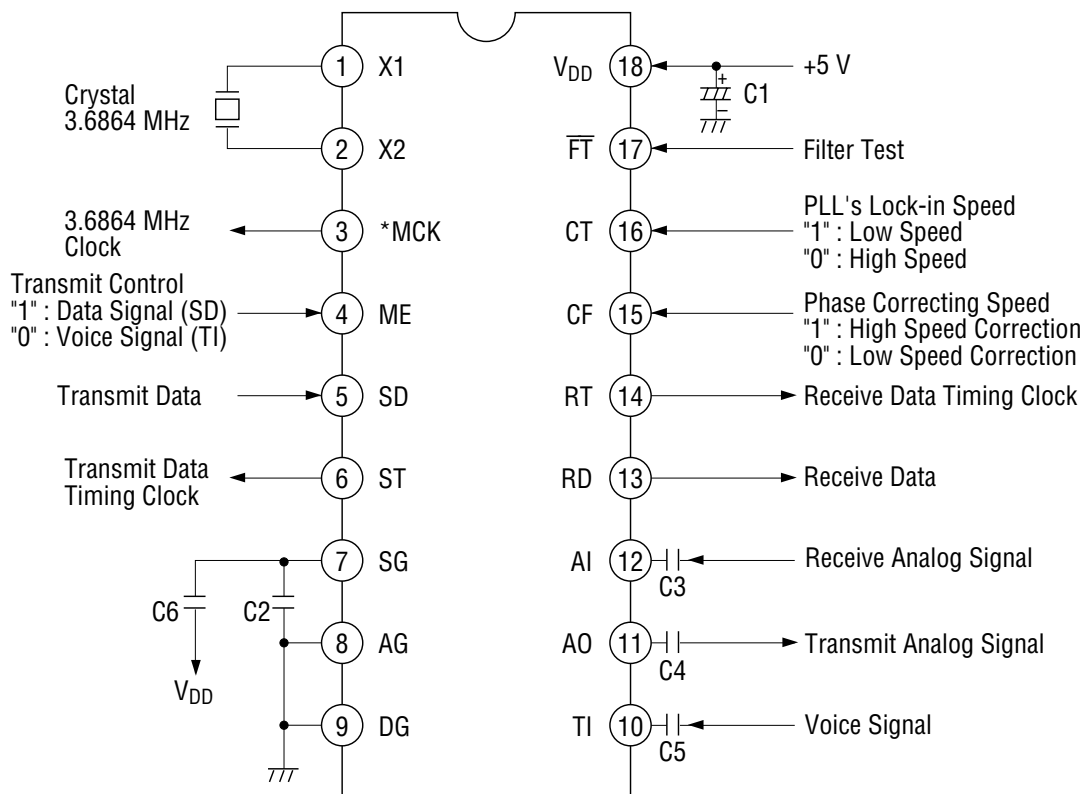 Crystal
3.6864 MHz
1 X1
2 X2
3.6864 MHz
Clock
3 *MCK
Transmit Control
"1" : Data Signal (SD)
"0" : Voice Signal (TI)
4 ME
Transmit Data
5 SD
Transmit Data
Timing Clock
6 ST
7 SG
C6
C2
VDD
8 AG
9 DG
VDD 18
+5 V
+
C1
−
FT 17
Filter Test
CT 16
PLL's Lock-in Speed
"1" : Low Speed
"0" : High Speed
CF 15
Phase Correcting Speed
"1" : High Speed Correction
"0" : Low Speed Correction
RT 14
Receive Data Timing Clock
RD 13
Receive Data
AI 12
C3
Receive Analog Signal
AO 11
C4
Transmit Analog Signal
TI 10
C5
Voice Signal